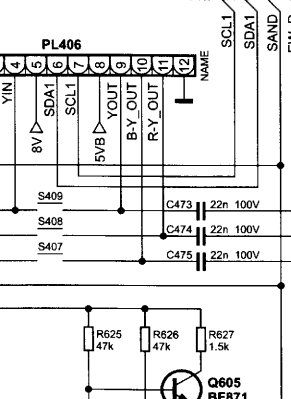 SCL1
SDA1
SAND
PL406
4
5
6
7
8
9
10
11
12
NAME
YIN
8V
SDA1
SCL1
5VB
YOUT
B-Y_OUT
R-Y_OUT
S409
C473 22n 100V
S408
C474 22n 100V
S407
C475 22n 100V
R625
47k
R626
47k
R627
1.5k
Q605
BF871